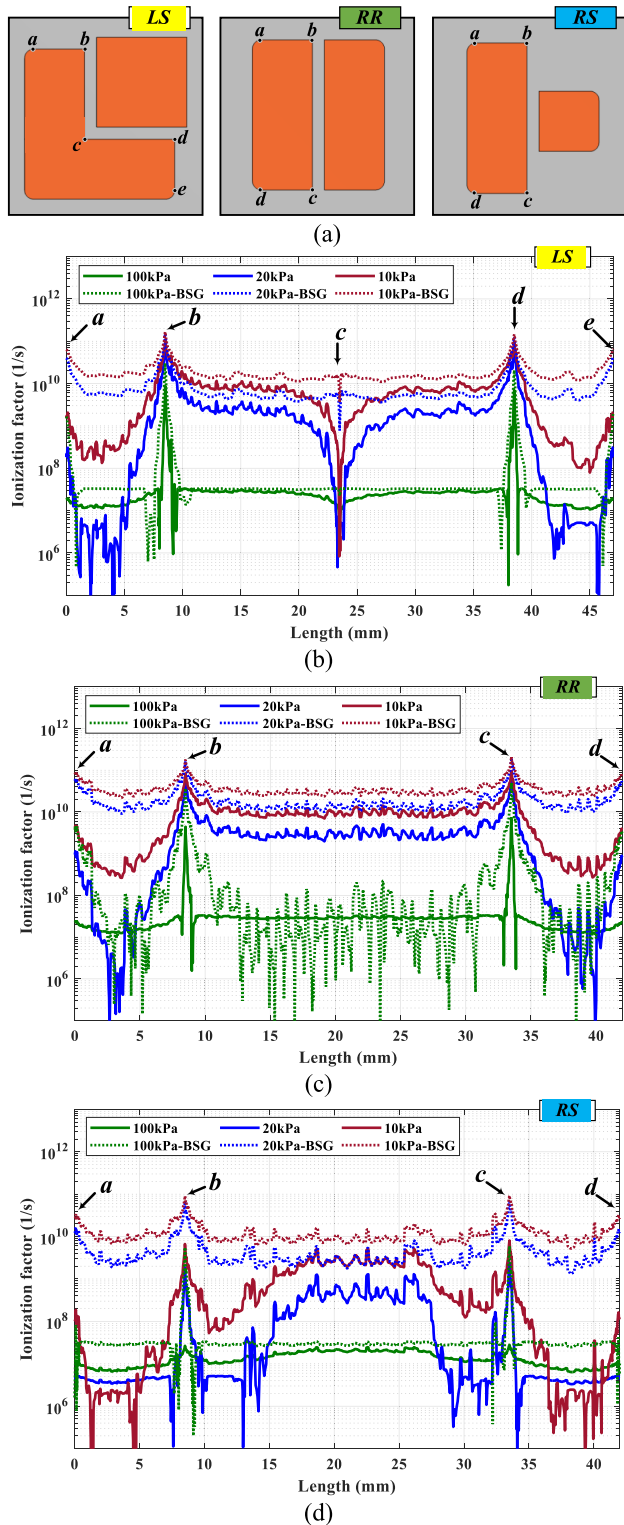 LS RR RS
a b a b a b
c d
e d c d c
(a)
LS
100kPa 20kPa 10kPa
100kPa-BSG 20kPa-BSG 10kPa-BSG
Ionization factor (1/s)
10^12
10^10
10^8
10^6
a b c d e
0 5 10 15 20 25 30 35 40 45
Length (mm)
(b)
RR
100kPa 20kPa 10kPa
100kPa-BSG 20kPa-BSG 10kPa-BSG
Ionization factor (1/s)
10^12
10^10
10^8
10^6
a b c d
0 5 10 15 20 25 30 35 40
Length (mm)
(c)
RS
100kPa 20kPa 10kPa
100kPa-BSG 20kPa-BSG 10kPa-BSG
Ionization factor (1/s)
10^12
10^10
10^8
10^6
a b c d
0 5 10 15 20 25 30 35 40
Length (mm)
(d)